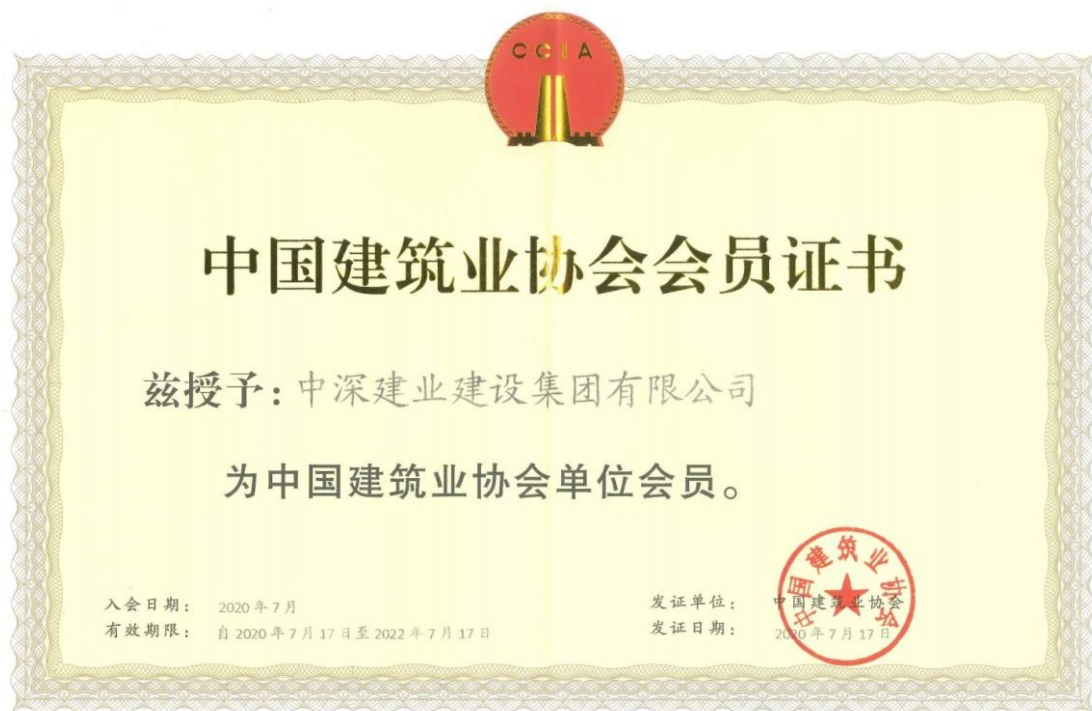 CCIA
中国建筑业协会会员证书
兹授予：中深建业建设集团有限公司
为中国建筑业协会单位会员。
入会日期： 2020年7月
有效期限： 自2020年7月17日至2022年7月17日
发证单位： 中国建筑业协会
发证日期： 2020年7月17日
中国建筑业协会